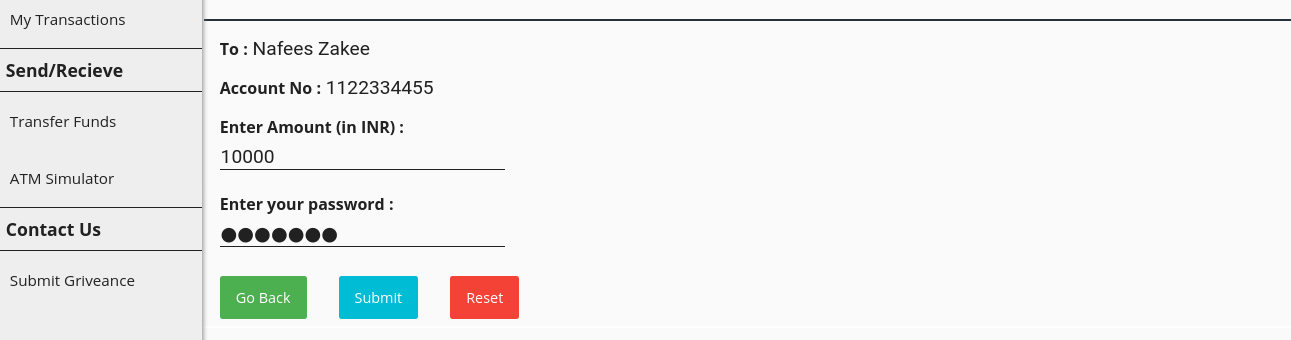 My Transactions
Send/Recieve
Transfer Funds
ATM Simulator
Contact Us
Submit Griveance
To : Nafees Zakee
Account No : 1122334455
Enter Amount (in INR) :
10000
Enter your password :
●●●●●●●
Go Back
Submit
Reset